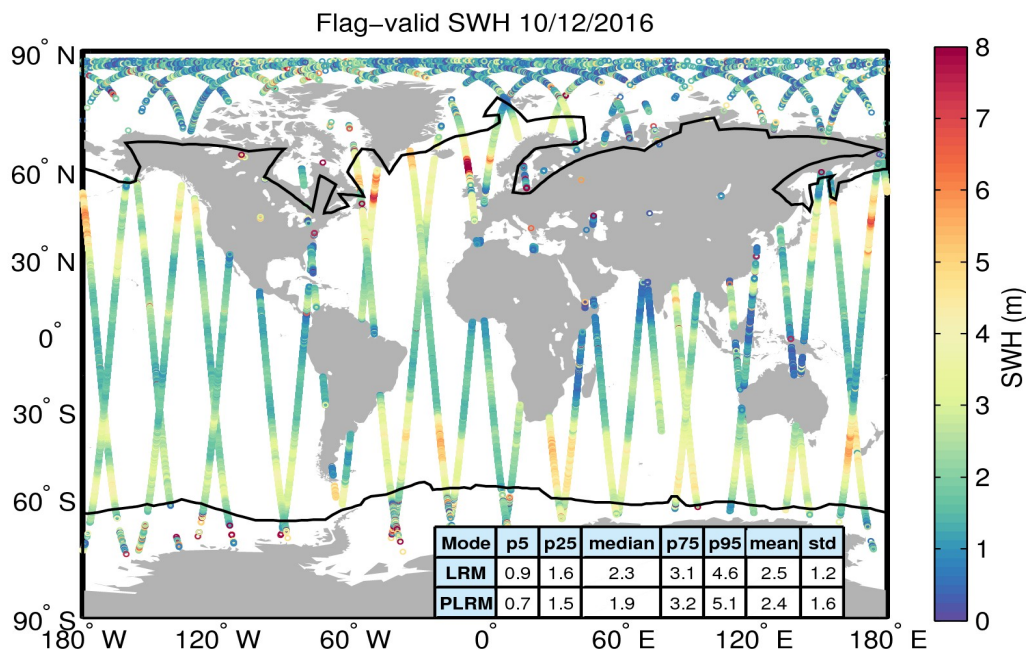 Flag−valid SWH 10/12/2016
90° N
60° N
30° N
0°
30° S
60° S
90° S
180° W
120° W
60° W
0°
60° E
120° E
180° E
8
7
6
5
4
3
2
1
0
SWH (m)
Mode p5 p25 median p75 p95 mean std
LRM 0.9 1.6 2.3 3.1 4.6 2.5 1.2
PLRM 0.7 1.5 1.9 3.2 5.1 2.4 1.6